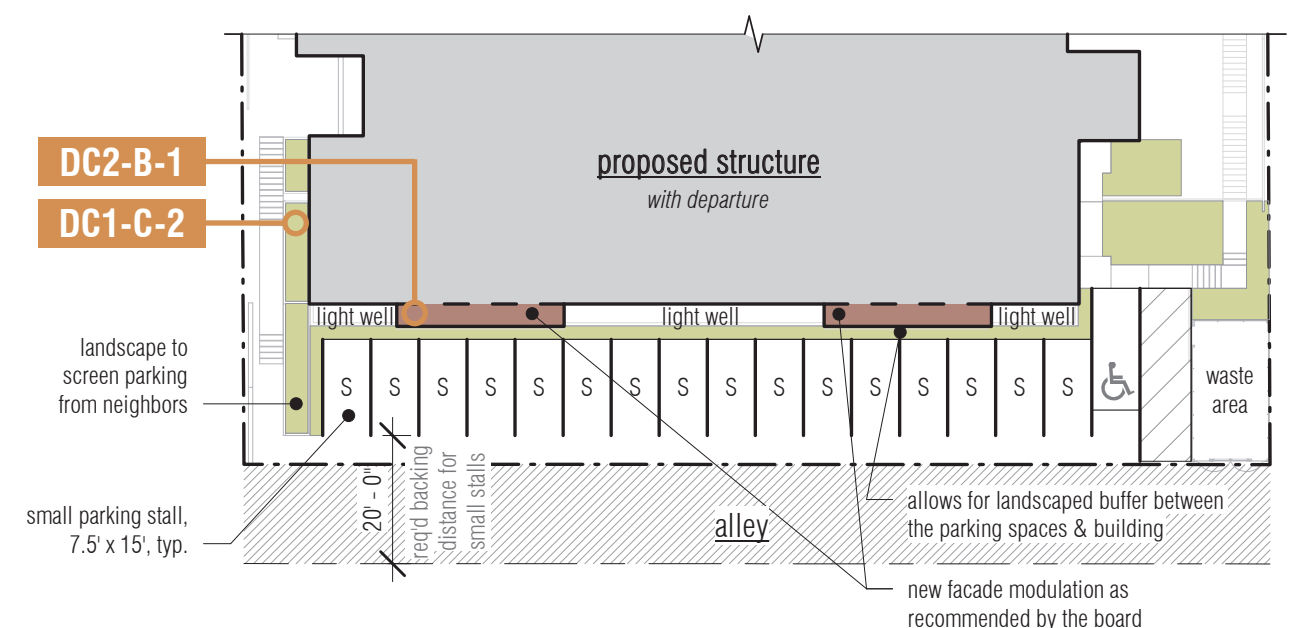 DC2-B-1
DC1-C-2
proposed structure
with departure
light well
light well
light well
landscape to
screen parking
from neighbors
S S S S S S S S S S S S S S S S
waste
area
small parking stall,
7.5' x 15', typ.
20' - 0"
req'd backing
distance for
small stalls
alley
allows for landscaped buffer between
the parking spaces & building
new facade modulation as
recommended by the board